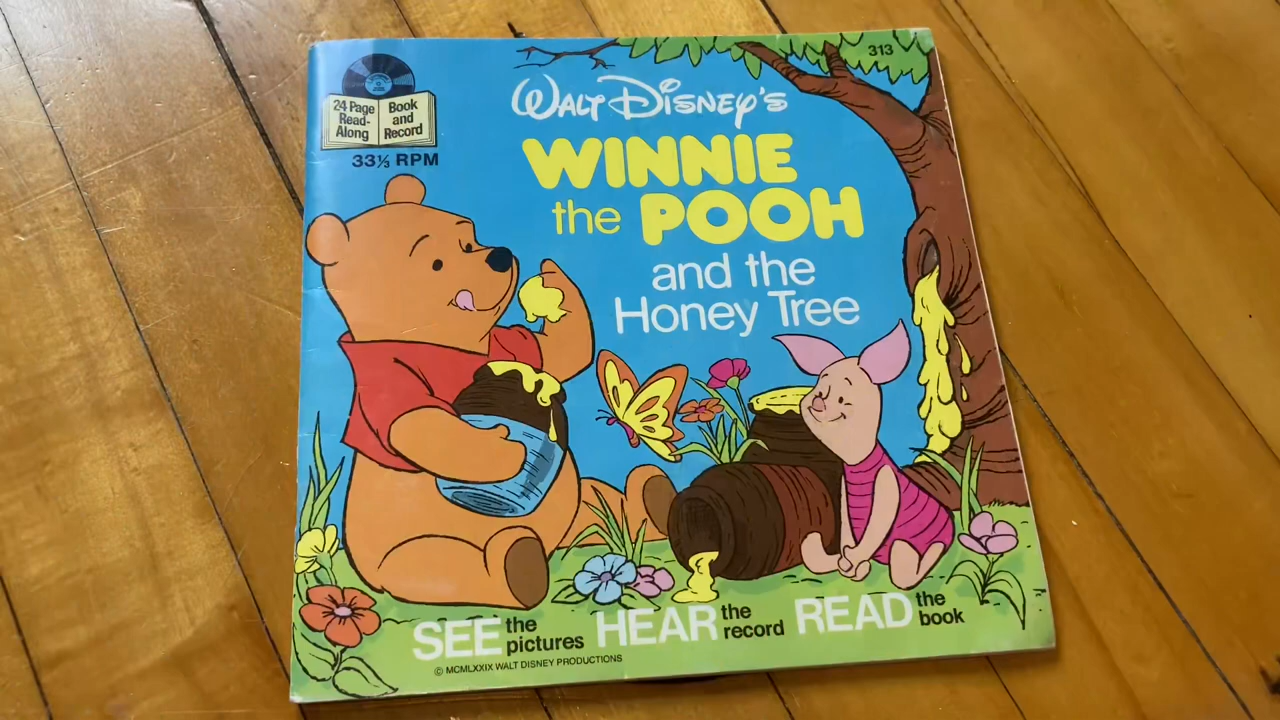 313
24 Page
Read-
Along
Book
and
Record
33⅓ RPM
WALT DISNEY'S
WINNIE
the POOH
and the
Honey Tree
SEE the pictures HEAR the record READ the book
© MCMLXXIX WALT DISNEY PRODUCTIONS